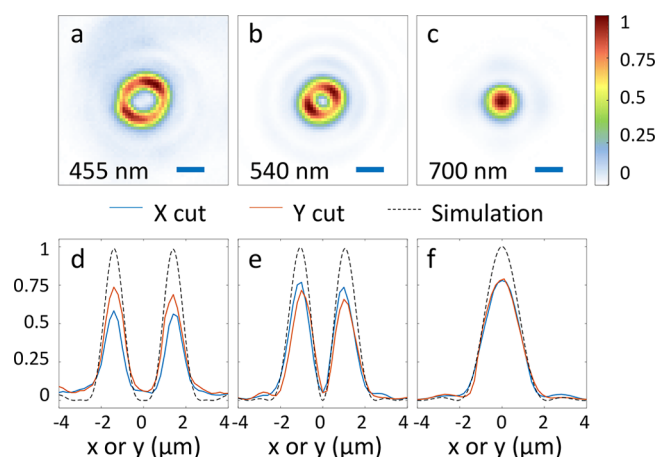 a b c 1
0.75
0.5
0.25
455 nm 540 nm 700 nm 0
X cut Y cut Simulation
1 d e f
0.75
0.5
0.25
0
-4 -2 0 2 4 -4 -2 0 2 4 -4 -2 0 2 4
x or y (μm) x or y (μm) x or y (μm)